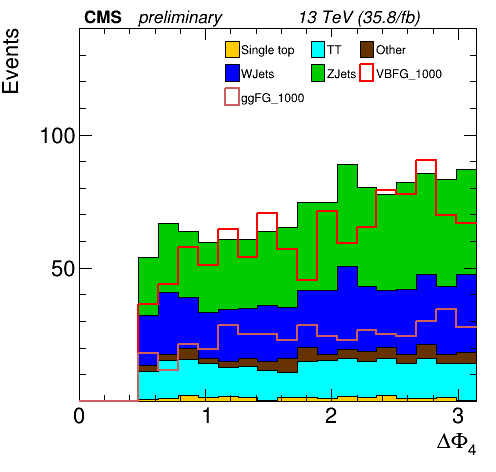 CMS preliminary 13 TeV (35.8/fb)
Events
Single top TT Other
WJets ZJets VBFG_1000
ggFG_1000
100
50
0 1 2 3
ΔΦ4